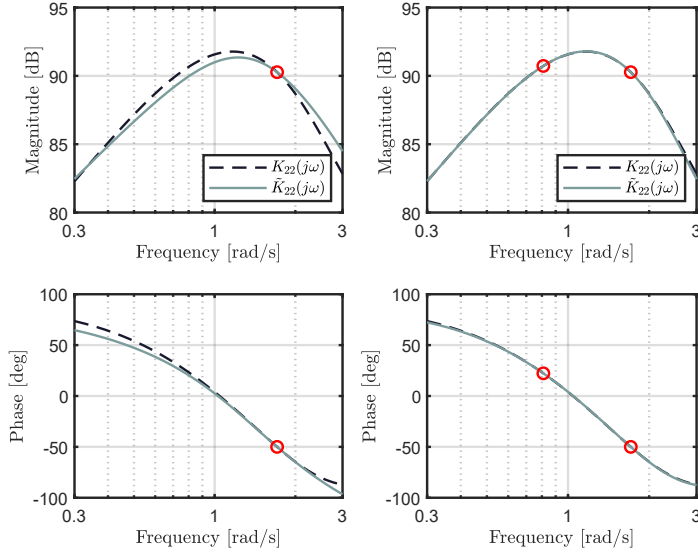 95
90
85
80
Magnitude [dB]
K₂₂(jω)
K̃₂₂(jω)
0.3
1
3
Frequency [rad/s]
95
90
85
80
Magnitude [dB]
K₂₂(jω)
K̃₂₂(jω)
0.3
1
3
Frequency [rad/s]
100
50
0
-50
-100
Phase [deg]
0.3
1
3
Frequency [rad/s]
100
50
0
-50
-100
Phase [deg]
0.3
1
3
Frequency [rad/s]